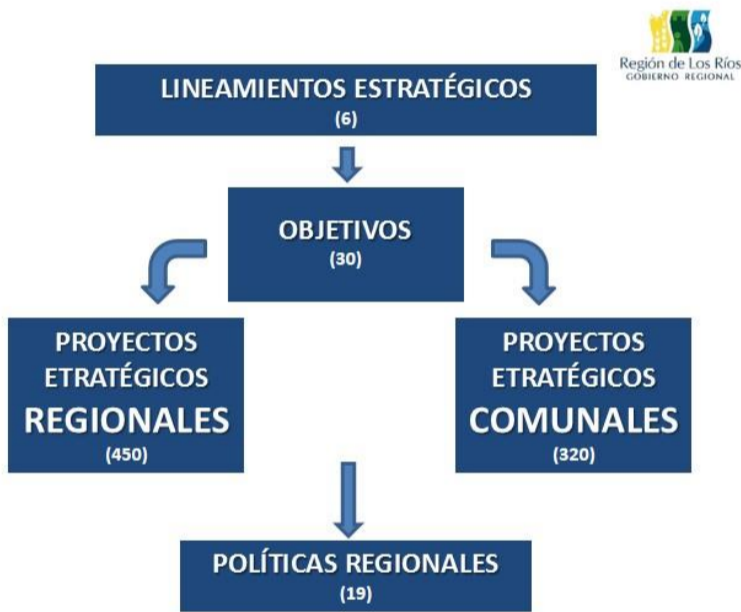 Región de Los Ríos
GOBIERNO REGIONAL
LINEAMIENTOS ESTRATÉGICOS
(6)
OBJETIVOS
(30)
PROYECTOS
ETRATÉGICOS
REGIONALES
(450)
PROYECTOS
ETRATÉGICOS
COMUNALES
(320)
POLÍTICAS REGIONALES
(19)